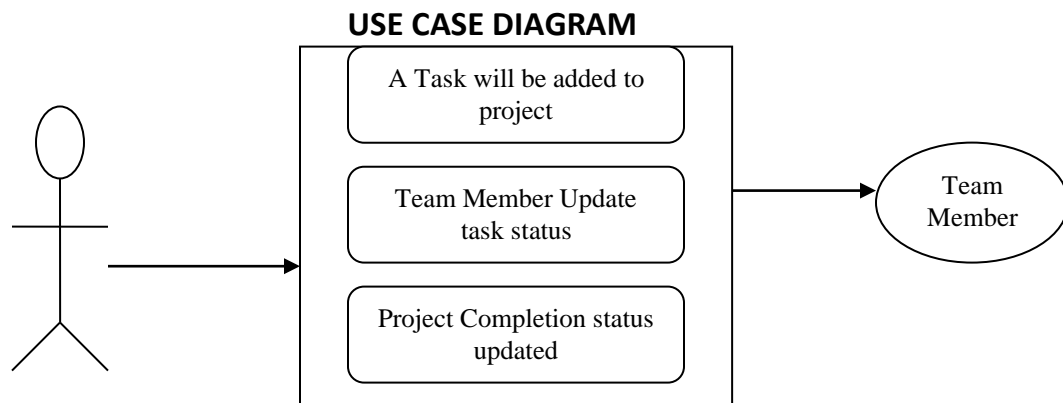 USE CASE DIAGRAM
A Task will be added to
project
Team Member Update
task status
Project Completion status
updated
Team
Member